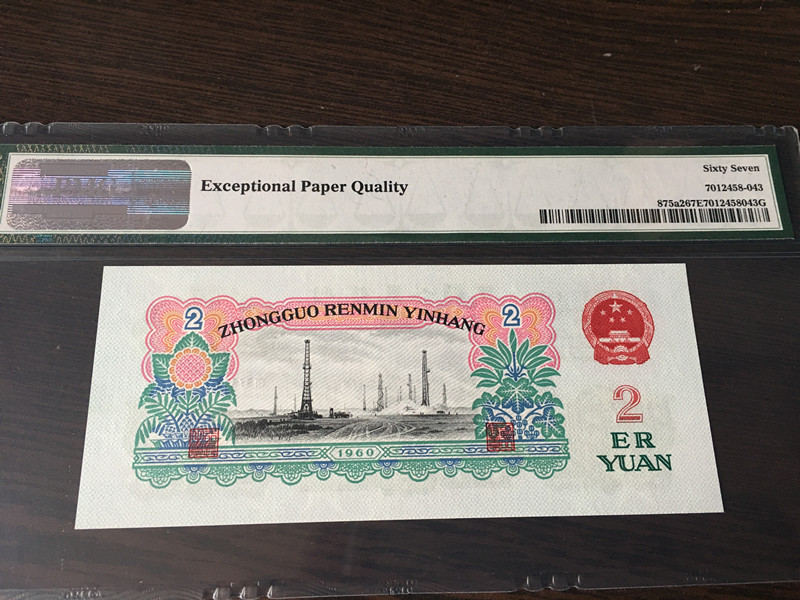 Exceptional Paper Quality
Sixty Seven
7012458-043
875a267E7012458043G
2
2
ZHONGGUO RENMIN YINHANG
1960
2
ER
YUAN